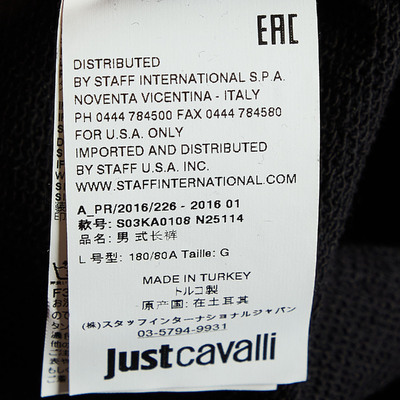 EAC
DISTRIBUTED
BY STAFF INTERNATIONAL S.P.A.
NOVENTA VICENTINA - ITALY
PH 0444 784500 FAX 0444 784580
FOR U.S.A. ONLY
IMPORTED AND DISTRIBUTED
BY STAFF U.S.A. INC.
WWW.STAFFINTERNATIONAL.COM
A_PR/2016/226 - 2016 01
款号: S03KA0108 N25114
品名: 男式长裤
L 号型: 180/80A Taille: G
MADE IN TURKEY
トルコ製
原产国: 在土耳其
(株)スタッフインターナショナルジャパン
03-5794-9931
justcavalli